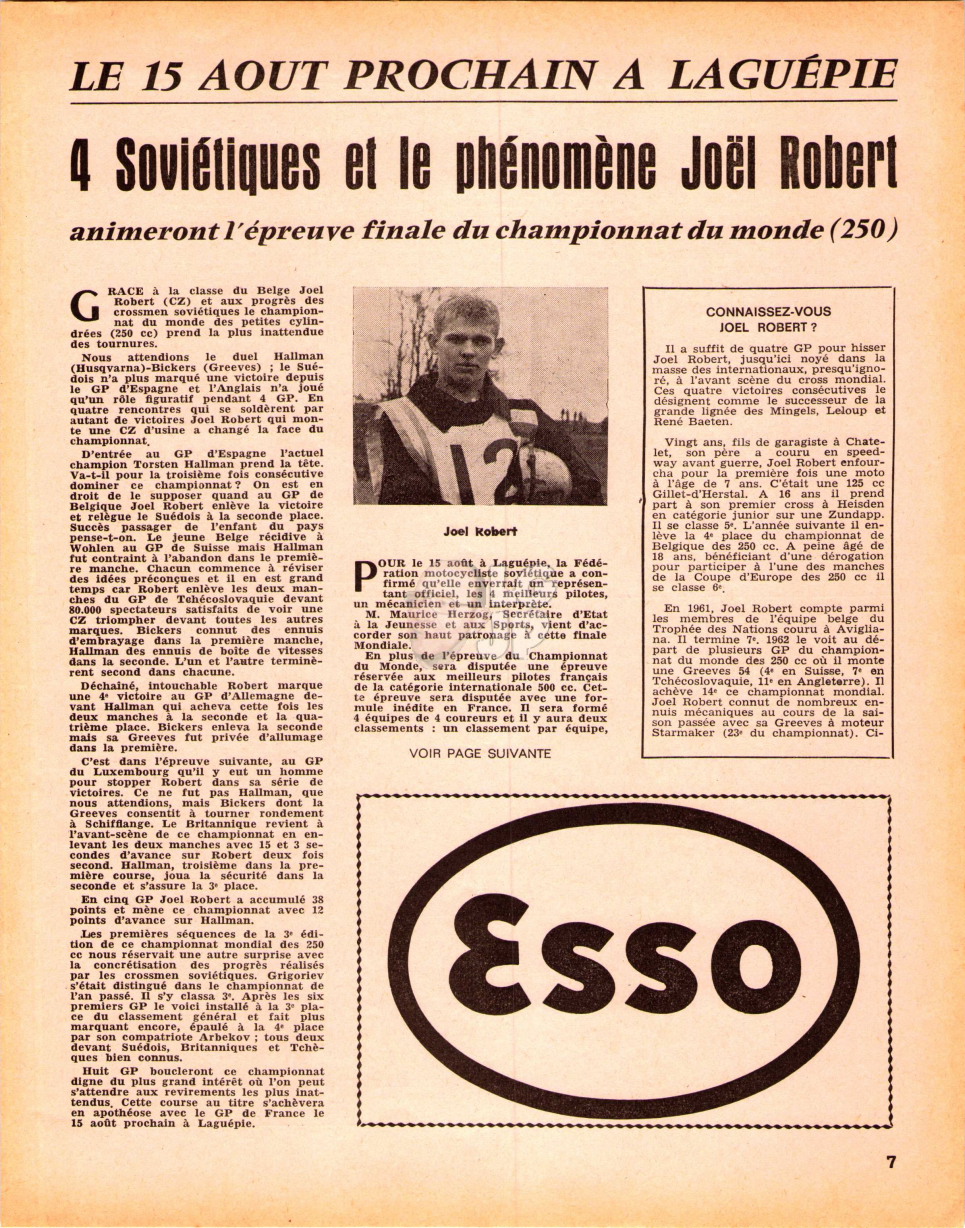 LE 15 AOUT PROCHAIN A LAGUÉPIE
4 Soviétiques et le phénomène Joël Robert
animeront l'épreuve finale du championnat du monde (250)
GRACE à la classe du Belge Joel
Robert (CZ) et aux progrès des
crossmen soviétiques le champion-
nat du monde des petites cylin-
drées (250 cc) prend la plus inattendue
des tournures.
Nous attendions le duel Hallman
(Husqvarna)-Bickers (Greeves) ; le Sué-
dois n'a plus marqué une victoire depuis
le GP d'Espagne et l'Anglais n'a joué
qu'un rôle figuratif pendant 4 GP. En
quatre rencontres qui se soldèrent par
autant de victoires Joel Robert qui mon-
te une CZ d'usine a changé la face du
championnat.
D'entrée au GP d'Espagne l'actuel
champion Torsten Hallman prend la tête.
Va-t-il pour la troisième fois consécutive
dominer ce championnat ? On est en
droit de le supposer quand au GP de
Belgique Joel Robert enlève la victoire
et relègue le Suédois à la seconde place.
Succès passager de l'enfant du pays
pense-t-on. Le jeune Belge récidive à
Wohlen au GP de Suisse mais Hallman
fut contraint à l'abandon dans la premiè-
re manche. Chacun commence à réviser
des idées préconçues et il en est grand
temps car Robert enlève les deux man-
ches du GP de Tchécoslovaquie devant
80.000 spectateurs satisfaits de voir une
CZ triompher devant toutes les autres
marques. Bickers connut des ennuis
d'embrayage dans la première manche,
Hallman des ennuis de boîte de vitesses
dans la seconde. L'un et l'autre terminè-
rent second dans chacune.
Déchaîné, intouchable Robert marque
une 4e victoire au GP d'Allemagne de-
vant Hallman qui acheva cette fois les
deux manches à la seconde et la qua-
trième place. Bickers enleva la seconde
mais sa Greeves fut privée d'allumage
dans la première.
C'est dans l'épreuve suivante, au GP
du Luxembourg qu'il y eut un homme
pour stopper Robert dans sa série de
victoires. Ce ne fut pas Hallman, que
nous attendions, mais Bickers dont la
Greeves consentit à tourner rondement
à Schifflange. Le Britannique revient à
l'avant-scène de ce championnat en en-
levant les deux manches avec 15 et 3 se-
condes d'avance sur Robert deux fois
second. Hallman, troisième dans la pre-
mière course, joua la sécurité dans la
seconde et s'assure la 3e place.
En cinq GP Joel Robert a accumulé 38
points et mène ce championnat avec 12
points d'avance sur Hallman.
Les premières séquences de la 3e édi-
tion de ce championnat mondial des 250
cc nous réservait une autre surprise avec
la concrétisation des progrès réalisés
par les crossmen soviétiques. Grigoriev
s'était distingué dans le championnat de
l'an passé. Il s'y classa 3e. Après les six
premiers GP le voici installé à la 3e pla-
ce du classement général et fait plus
marquant encore, épaulé à la 4e place
par son compatriote Arbekov ; tous deux
devant Suédois, Britanniques et Tchè-
ques bien connus.
Huit GP boucleront ce championnat
digne du plus grand intérêt où l'on peut
s'attendre aux revirements les plus inat-
tendus. Cette course au titre s'achèvera
en apothéose avec le GP de France le
15 août prochain à Laguépie.
12
Joel Robert
POUR le 15 août à Laguépie, la Fédé-
ration motocycliste soviétique a con-
firmé qu'elle enverrait un représen-
tant officiel, les 4 meilleurs pilotes,
un mécanicien et un interprète.
M. Maurice Herzog, Secrétaire d'Etat
à la Jeunesse et aux Sports, vient d'ac-
corder son haut patronage à cette finale
Mondiale.
En plus de l'épreuve du Championnat
du Monde, sera disputée une épreuve
réservée aux meilleurs pilotes français
de la catégorie internationale 500 cc. Cet-
te épreuve sera disputée avec une for-
mule inédite en France. Il sera formé
4 équipes de 4 coureurs et il y aura deux
classements : un classement par équipe,
VOIR PAGE SUIVANTE
CONNAISSEZ-VOUS
JOEL ROBERT ?
Il a suffit de quatre GP pour hisser
Joel Robert, jusqu'ici noyé dans la
masse des internationaux, presqu'igno-
ré, à l'avant scène du cross mondial.
Ces quatre victoires consécutives le
désignent comme le successeur de la
grande lignée des Mingels, Leloup et
René Baeten.
Vingt ans, fils de garagiste à Chate-
let, son père a couru en speed-
way avant guerre, Joel Robert enfour-
cha pour la première fois une moto
à l'âge de 7 ans. C'était une 125 cc
Gillet-d'Herstal. A 16 ans il prend
part à son premier cross à Heisden
en catégorie junior sur une Zundapp.
Il se classe 5e. L'année suivante il en-
lève la 4e place du championnat de
Belgique des 250 cc. A peine âgé de
18 ans, bénéficiant d'une dérogation
pour participer à l'une des manches
de la Coupe d'Europe des 250 cc il
se classe 6e.
En 1961, Joel Robert compte parmi
les membres de l'équipe belge du
Trophée des Nations couru à Aviglia-
na. Il termine 7e. 1962 le voit au dé-
part de plusieurs GP du champion-
nat du monde des 250 cc où il monte
une Greeves 54 (4e en Suisse, 7e en
Tchécoslovaquie, 11e en Angleterre). Il
achève 14e ce championnat mondial.
Joel Robert connut de nombreux en-
nuis mécaniques au cours de la sai-
son passée avec sa Greeves à moteur
Starmaker (23e du championnat). Ci-
Esso
7